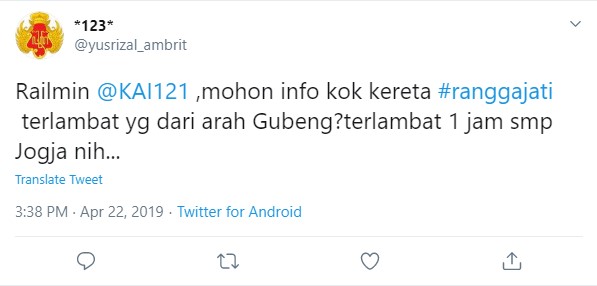 *123*
@yusrizal_ambrit
Railmin @KAI121 ,mohon info kok kereta #ranggajati
terlambat yg dari arah Gubeng?terlambat 1 jam smp
Jogja nih...
Translate Tweet
3:38 PM · Apr 22, 2019 · Twitter for Android